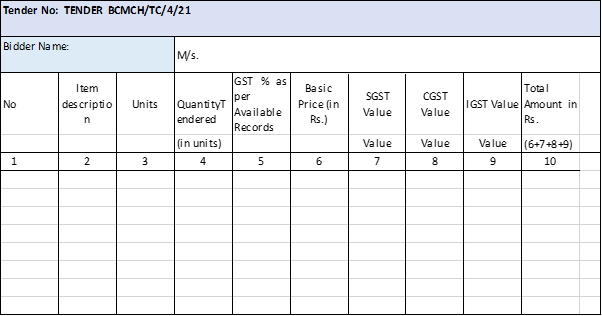 Tender No: TENDER BCMCH/TC/4/21
Bidder Name:
M/s.
No
Item
descriptio
n
Units
QuantityT
endered
(in units)
GST % as
per
Available
Records
Basic
Price (in
Rs.)
SGST
Value
Value
CGST
Value
Value
IGST Value
Value
Total
Amount in
Rs.
(6+7+8+9)
1 2 3 4 5 6 7 8 9 10